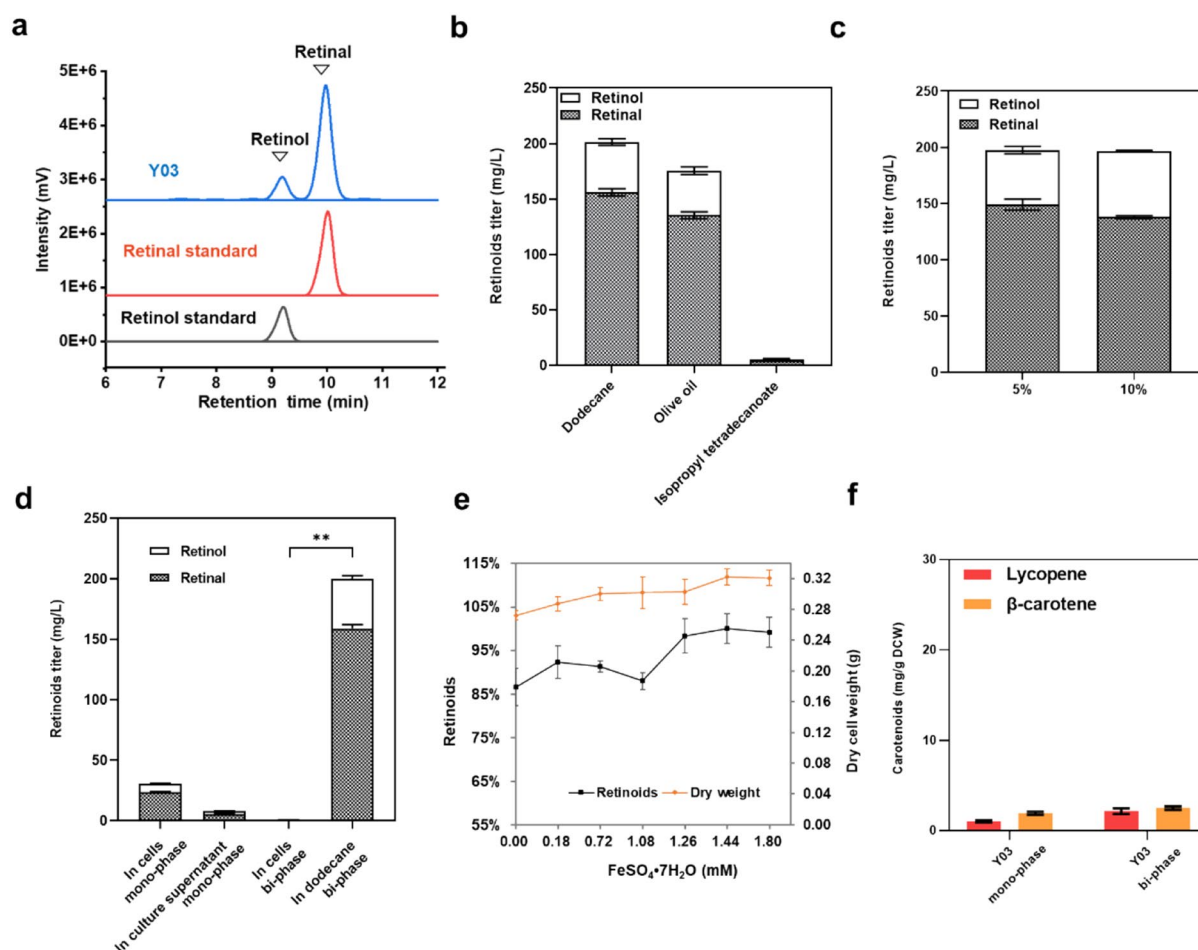 a
Retinal
5E+6
4E+6
3E+6
2E+6
1E+6
0E+0
Intensity (mV)
Retinol
Y03
Retinal standard
Retinol standard
6 7 8 9 10 11 12
Retention time (min)
b
250
200
150
100
50
0
Retinoids titer (mg/L)
Retinol
Retinal
Dodecane
Olive oil
Isopropyl tetradecanoate
c
250
200
150
100
50
0
Retinoids titer (mg/L)
Retinol
Retinal
5% 10%
d
250
200
150
100
50
0
Retinoids titer (mg/L)
Retinol
Retinal
**
In cells
mono-phase
In culture supernatant
mono-phase
In cells
bi-phase
In dodecane
bi-phase
e
115%
105%
95%
85%
75%
65%
55%
Retinoids
Retinoids Dry weight
0.32
0.28
0.24
0.20
0.16
0.12
0.08
0.04
0.00
Dry cell weight (g)
0.00 0.18 0.72 1.08 1.26 1.44 1.80
FeSO₄•7H₂O (mM)
f
30
20
10
0
Carotenoids (mg/g DCW)
Lycopene
β-carotene
Y03
mono-phase
Y03
bi-phase